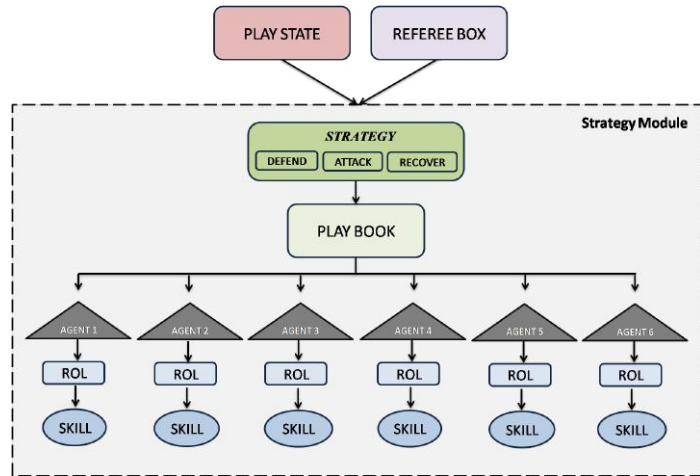 PLAY STATE
REFEREE BOX
Strategy Module
STRATEGY
DEFEND
ATTACK
RECOVER
PLAY BOOK
AGENT 1
AGENT 2
AGENT 3
AGENT 4
AGENT 5
AGENT 6
ROL
ROL
ROL
ROL
ROL
ROL
SKILL
SKILL
SKILL
SKILL
SKILL
SKILL